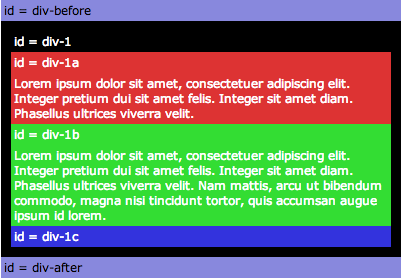 id = div-before
id = div-1
id = div-1a
Lorem ipsum dolor sit amet, consectetuer adipiscing elit.
Integer pretium dui sit amet felis. Integer sit amet diam.
Phasellus ultrices viverra velit.
id = div-1b
Lorem ipsum dolor sit amet, consectetuer adipiscing elit.
Integer pretium dui sit amet felis. Integer sit amet diam.
Phasellus ultrices viverra velit. Nam mattis, arcu ut bibendum
commodo, magna nisi tincidunt tortor, quis accumsan augue
ipsum id lorem.
id = div-1c
id = div-after